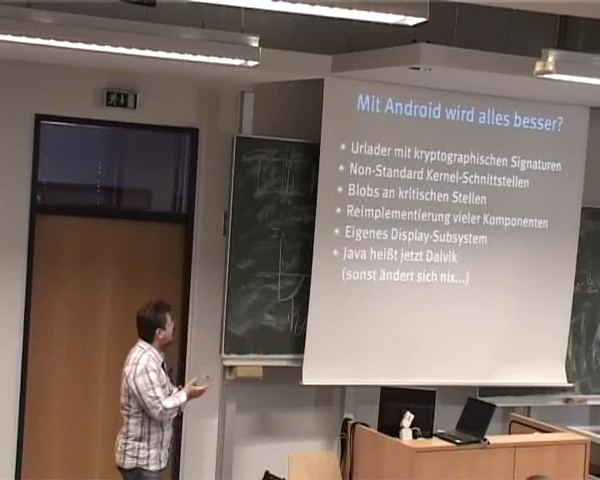 Mit Android wird alles besser?
Urlader mit kryptographischen Signaturen
Non-Standard Kernel-Schnittstellen
Blobs an kritischen Stellen
Reimplementierung vieler Komponenten
Eigenes Display-Subsystem
Java heißt jetzt Dalvik
(sonst ändert sich nix...)